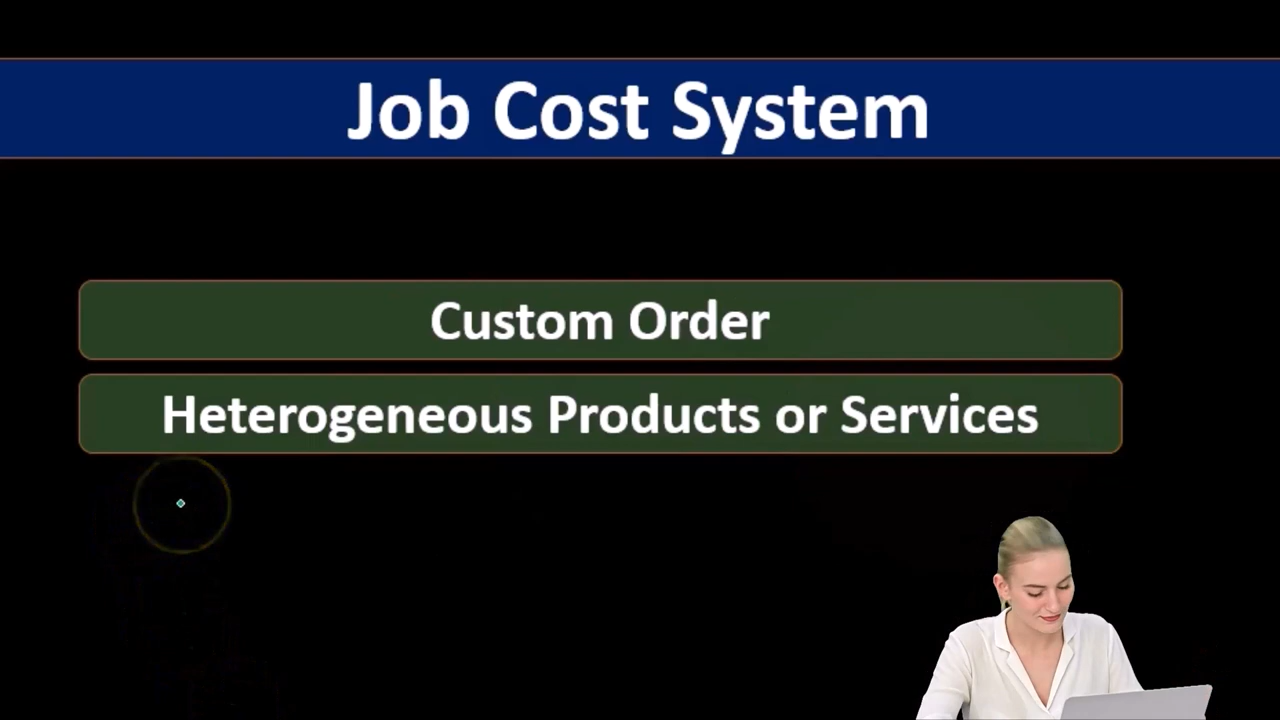 Job Cost System
Custom Order
Heterogeneous Products or Services